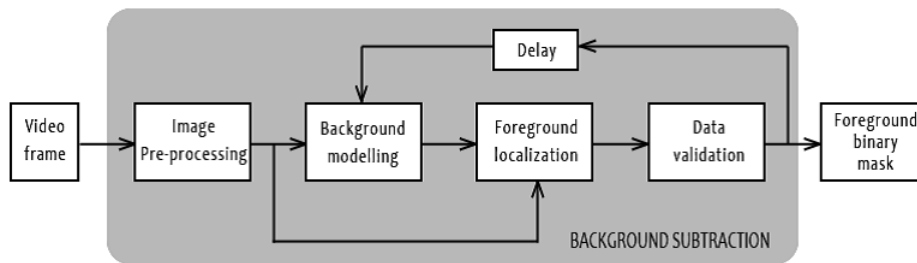 Delay
Video
frame
Image
Pre-processing
Background
modelling
Foreground
localization
Data
validation
Foreground
binary
mask
BACKGROUND SUBTRACTION